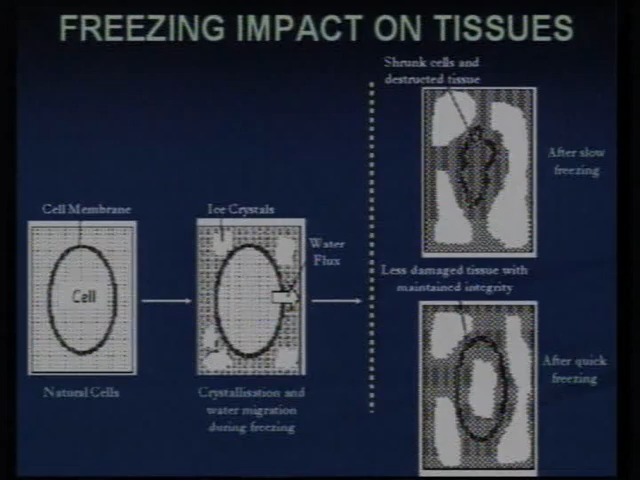 FREEZING IMPACT ON TISSUES
Shrunk cells and
destructed tissue
After slow
freezing
Cell Membrane
Ice Crystals
Water
Flux
Cell
Less damaged tissue with
maintained integrity
After quick
freezing
Natural Cells
Crystallisation and
water migration
during freezing